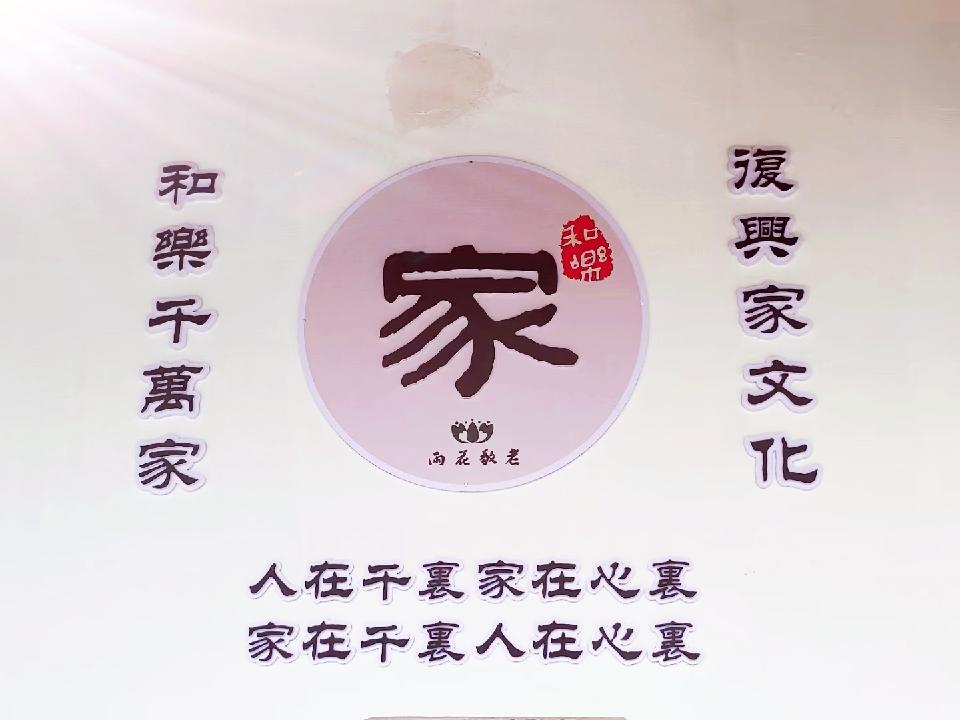 復興家文化
家
和樂
雨花敬老
和樂千萬家
人在千裏家在心裏
家在千裏人在心裏